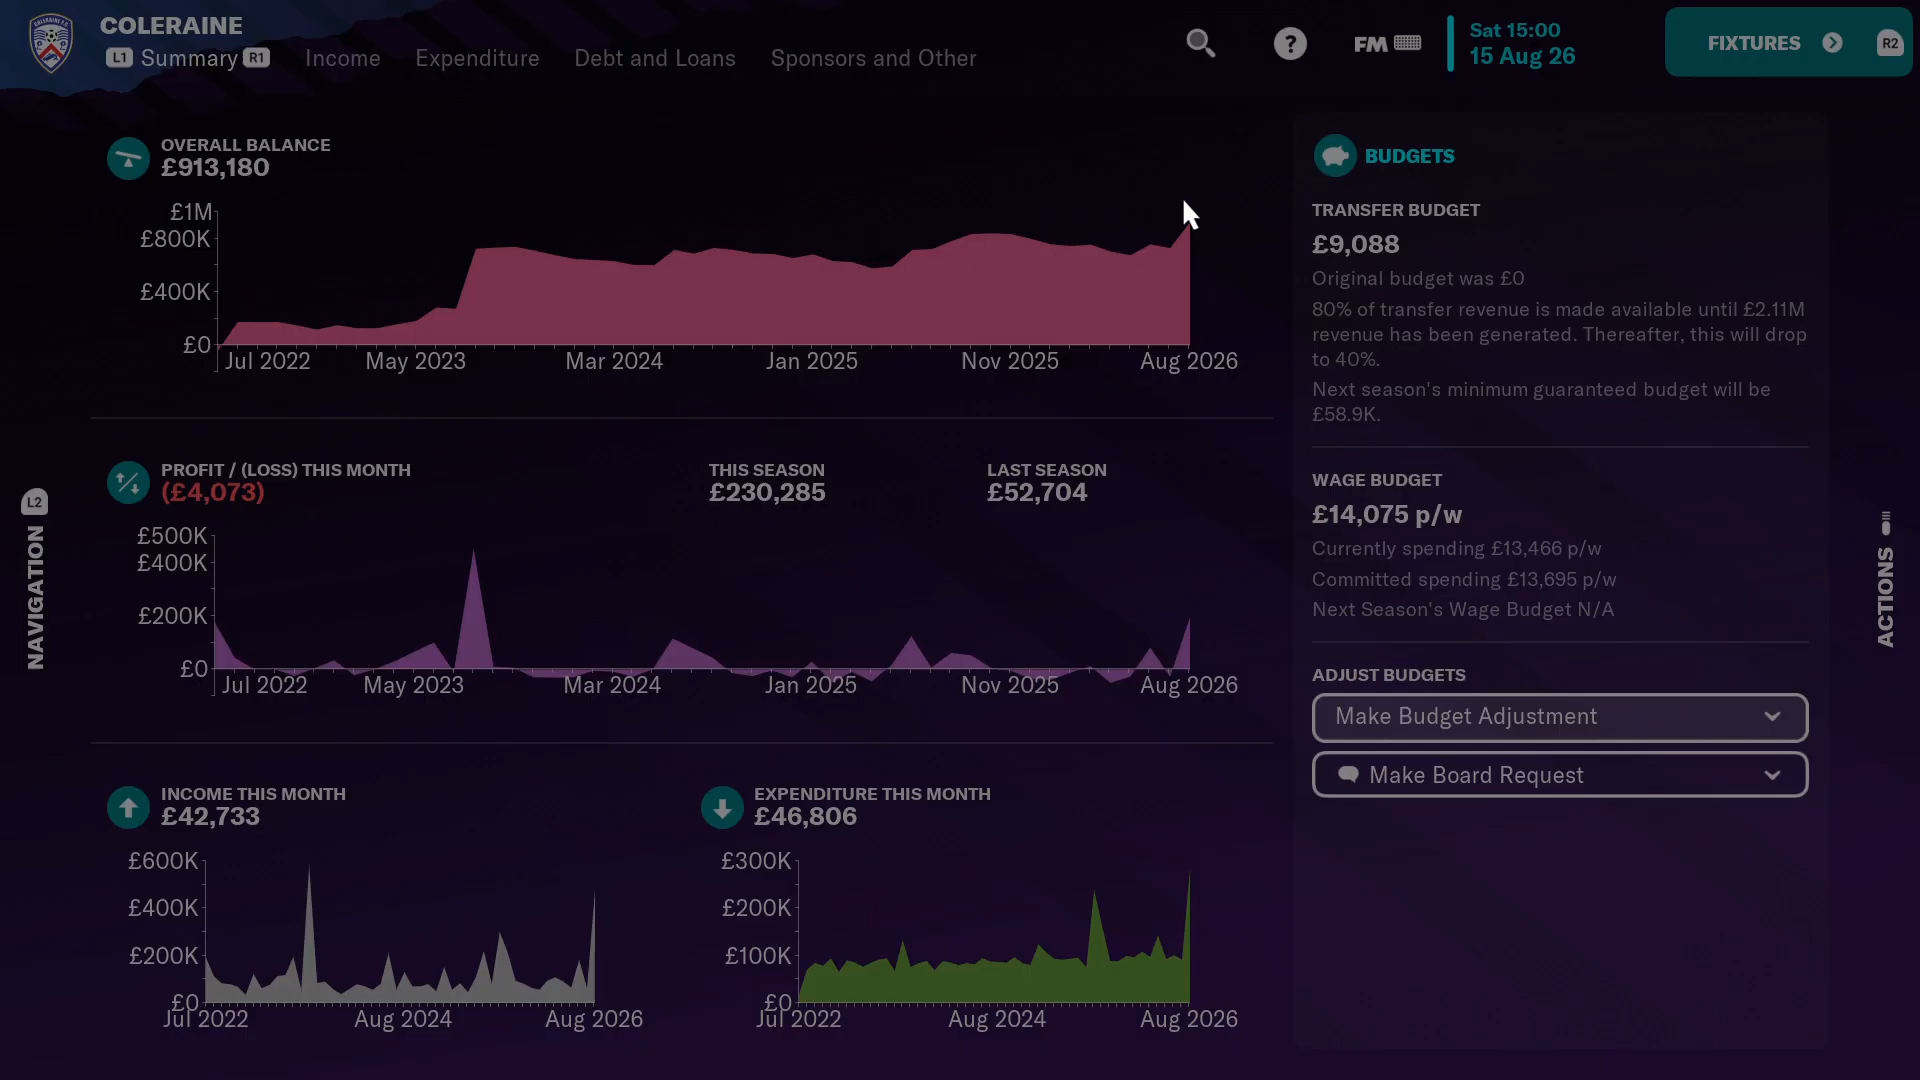 COLERAINE
L1 Summary R1 Income Expenditure Debt and Loans Sponsors and Other
?
FM
Sat 15:00
15 Aug 26
FIXTURES
R2
OVERALL BALANCE
£913,180
£1M
£800K
£400K
£0
Jul 2022 May 2023 Mar 2024 Jan 2025 Nov 2025 Aug 2026
PROFIT / (LOSS) THIS MONTH
(£4,073)
THIS SEASON
£230,285
LAST SEASON
£52,704
£500K
£400K
£200K
£0
Jul 2022 May 2023 Mar 2024 Jan 2025 Nov 2025 Aug 2026
INCOME THIS MONTH
£42,733
£600K
£400K
£200K
£0
Jul 2022 Aug 2024 Aug 2026
EXPENDITURE THIS MONTH
£46,806
£300K
£200K
£100K
£0
Jul 2022 Aug 2024 Aug 2026
BUDGETS
TRANSFER BUDGET
£9,088
Original budget was £0
80% of transfer revenue is made available until £2.11M
revenue has been generated. Thereafter, this will drop
to 40%.
Next season's minimum guaranteed budget will be
£58.9K.
WAGE BUDGET
£14,075 p/w
Currently spending £13,466 p/w
Committed spending £13,695 p/w
Next Season's Wage Budget N/A
ADJUST BUDGETS
Make Budget Adjustment
Make Board Request
L2
NAVIGATION
ACTIONS